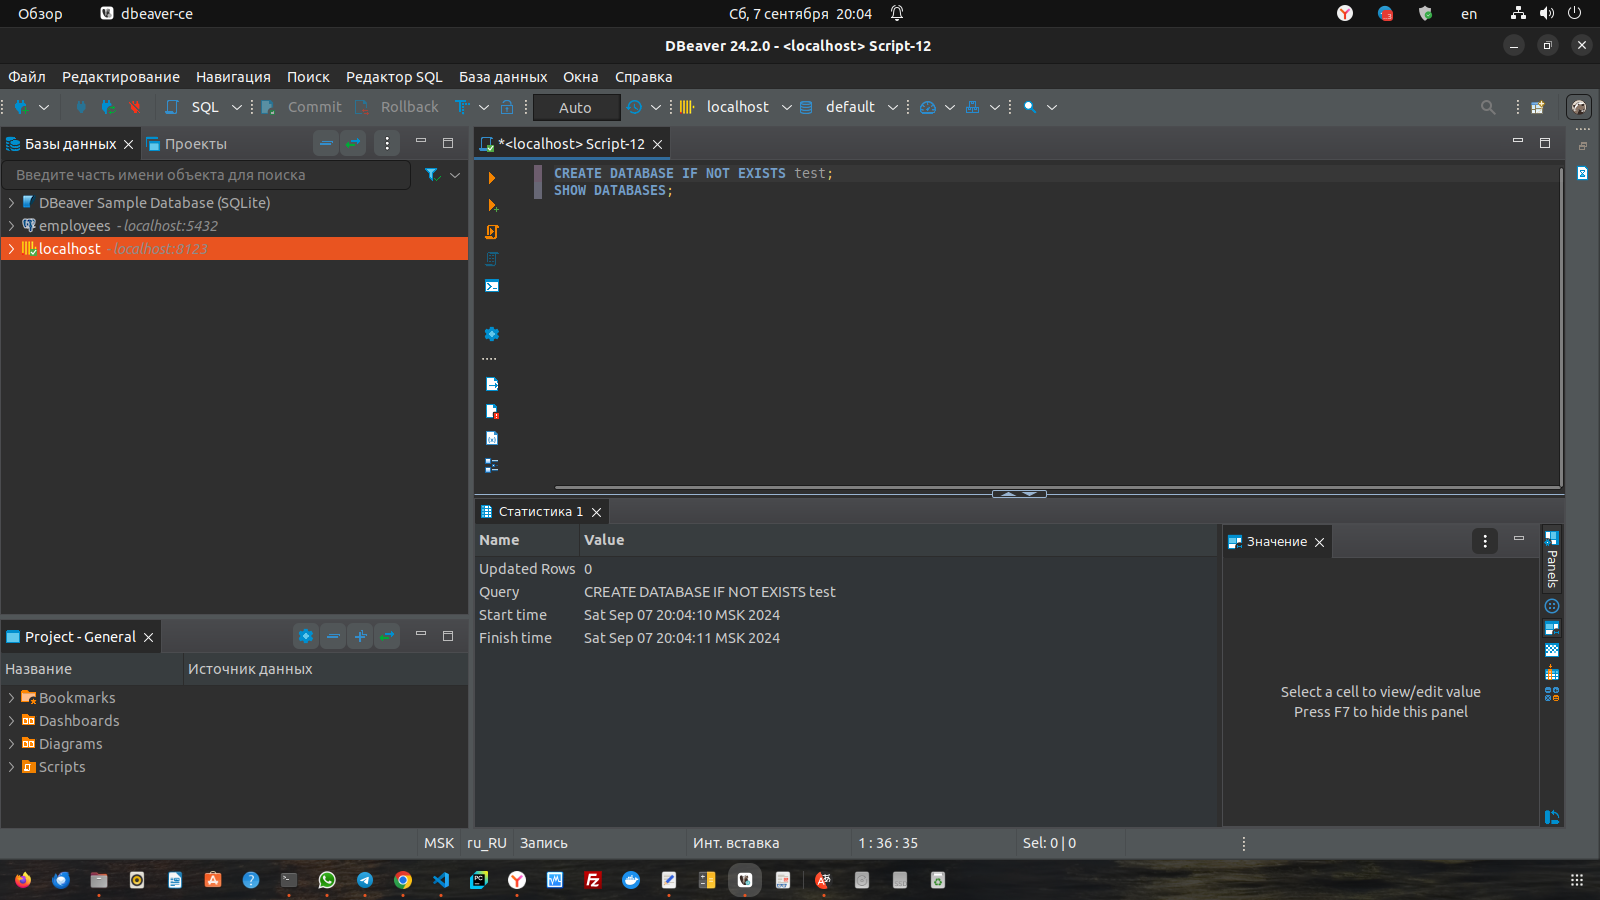 Обзор
dbeaver-ce
Сб, 7 сентября 20:04
en
DBeaver 24.2.0 - <localhost> Script-12
Файл Редактирование Навигация Поиск Редактор SQL База данных Окна Справка
SQL Commit Rollback Auto localhost default
Базы данных
Проекты
Введите часть имени объекта для поиска
DBeaver Sample Database (SQLite)
employees - localhost:5432
localhost - localhost:8123
*<localhost> Script-12
CREATE DATABASE IF NOT EXISTS test;
SHOW DATABASES;
Статистика 1
Name Value
Updated Rows 0
Query CREATE DATABASE IF NOT EXISTS test
Start time Sat Sep 07 20:04:10 MSK 2024
Finish time Sat Sep 07 20:04:11 MSK 2024
Значение
Select a cell to view/edit value
Press F7 to hide this panel
Panels
Project - General
Название Источник данных
Bookmarks
Dashboards
Diagrams
Scripts
MSK ru_RU Запись Инт. вставка 1 : 36 : 35 Sel: 0 | 0